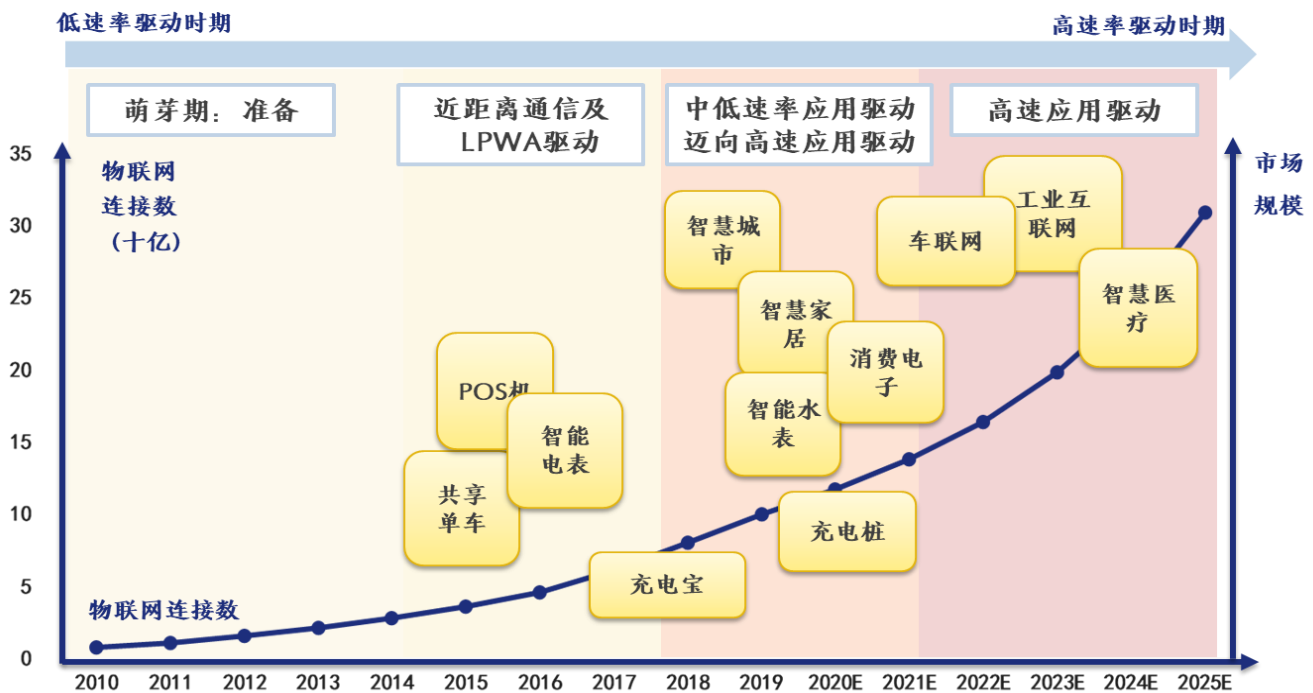 低速率驱动时期
高速率驱动时期
萌芽期：准备
近距离通信及
LPWA驱动
中低速率应用驱动
迈向高速应用驱动
高速应用驱动
物联网
连接数
(十亿)
市场
规模
35
30
25
20
15
10
5
0
智慧城
市
智慧家
居
智能水
表
消费电
子
车联网
工业互
联网
智慧医
疗
POS机
智能
电表
共享
单车
充电宝
充电桩
物联网连接数
2010 2011 2012 2013 2014 2015 2016 2017 2018 2019 2020E 2021E 2022E 2023E 2024E 2025E